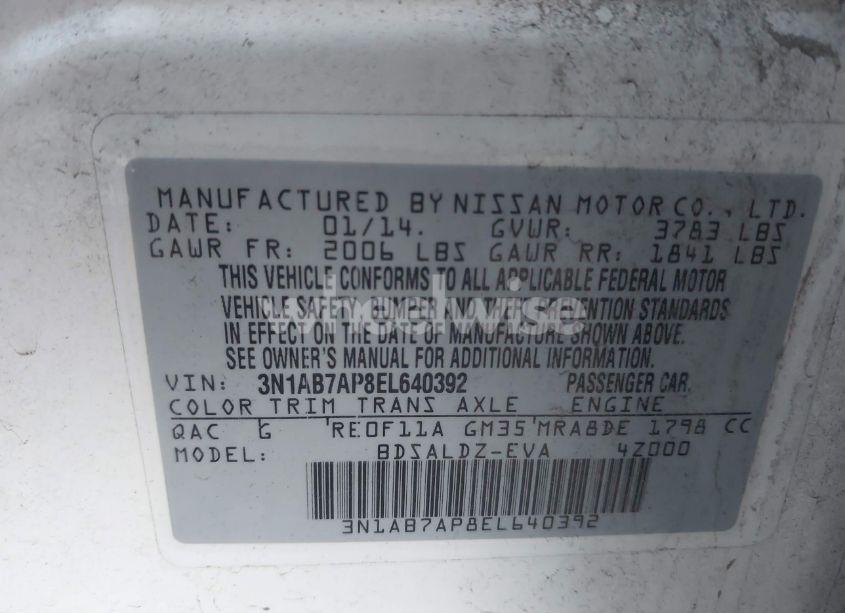 MANUFACTURED BY NISSAN MOTOR CO., LTD.
DATE: 01/14. GVWR: 3783 LBS
GAWR FR: 2006 LBS GAWR RR: 1841 LBS
THIS VEHICLE CONFORMS TO ALL APPLICABLE FEDERAL MOTOR
VEHICLE SAFETY, BUMPER AND THEFT PREVENTION STANDARDS
wheelwise
IN EFFECT ON THE DATE OF MANUFACTURE SHOWN ABOVE.
SEE OWNER'S MANUAL FOR ADDITIONAL INFORMATION.
VIN: 3N1AB7AP8EL640392 PASSENGER CAR.
COLOR TRIM TRANS AXLE ENGINE
QAC G 'RE0F11A GM35'MRA8DE 1798 CC
MODEL: BDSALDZ-EVA 4Z000
3N1AB7AP8EL640392